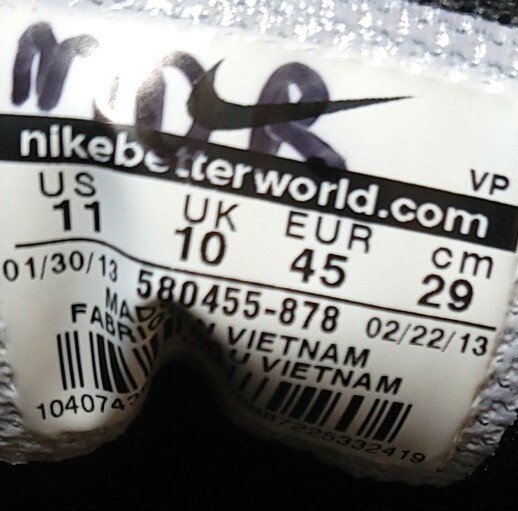 nikebetterworld.com
VP
US UK EUR cm
11 10 45 29
01/30/13 580455-878 02/22/13
VIETNAM
VIETNAM